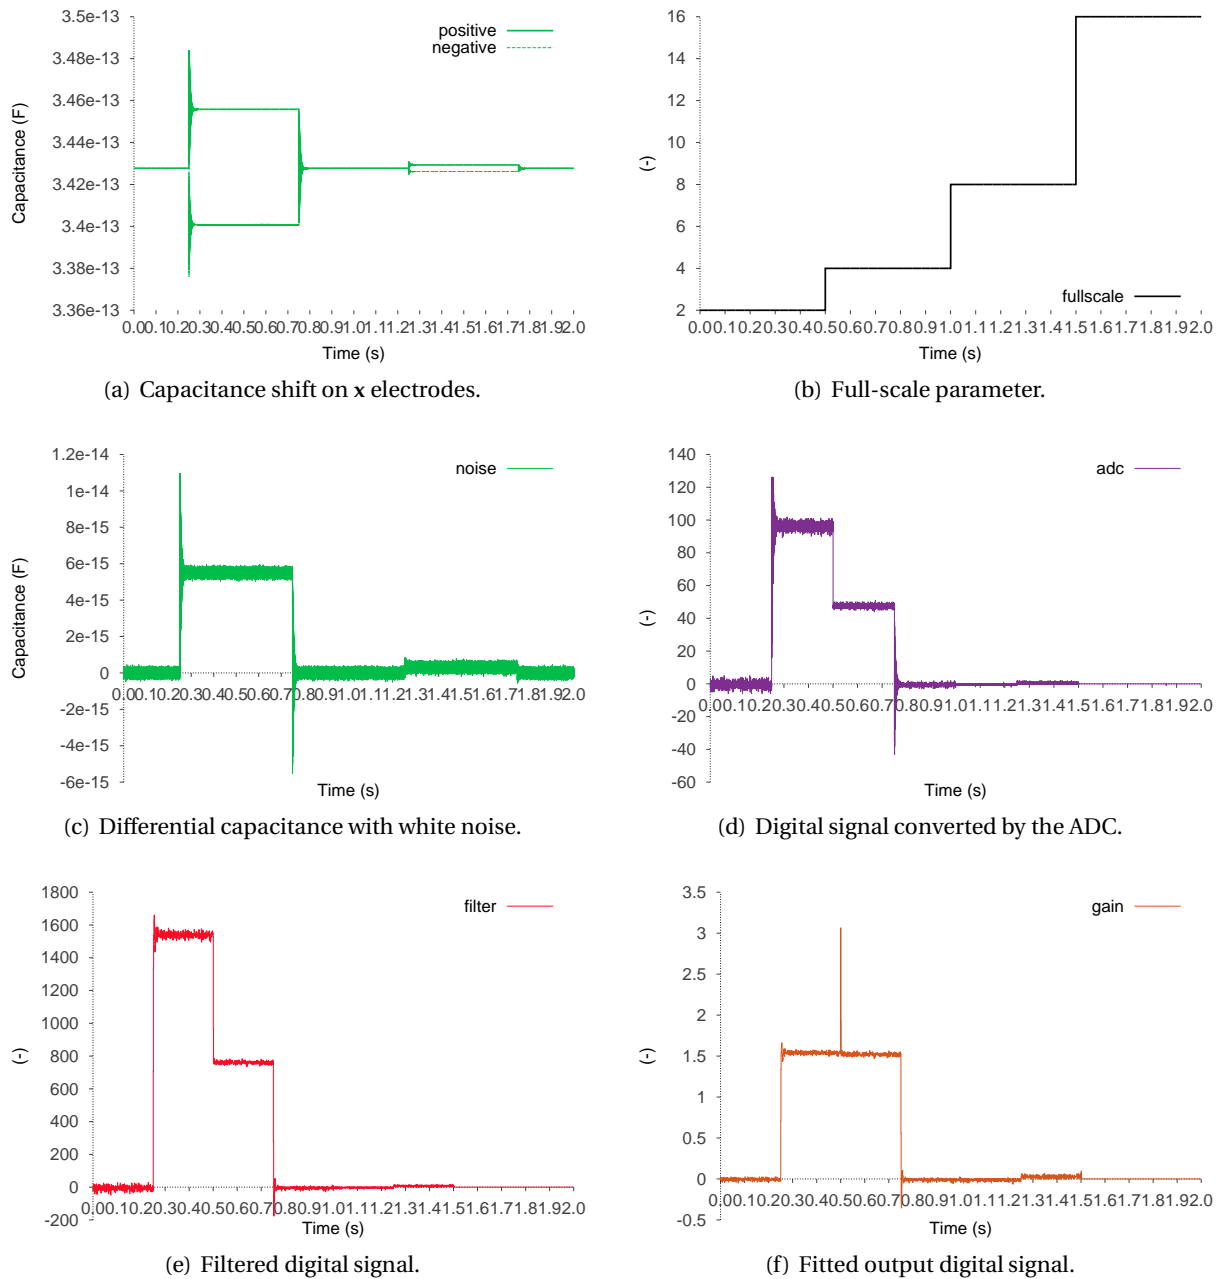 3.5e-13
3.48e-13
3.46e-13
3.44e-13
3.42e-13
3.4e-13
3.38e-13
3.36e-13
Capacitance (F)
positive
negative
0.00.10.20.30.40.50.60.70.80.91.01.11.21.31.41.51.61.71.81.92.0
Time (s)
(a) Capacitance shift on x electrodes.
16
14
12
10
8
6
4
2
(-)
fullscale
0.00.10.20.30.40.50.60.70.80.91.01.11.21.31.41.51.61.71.81.92.0
Time (s)
(b) Full-scale parameter.
1.2e-14
1e-14
8e-15
6e-15
4e-15
2e-15
0
-2e-15
-4e-15
-6e-15
Capacitance (F)
noise
0.00.10.20.30.40.50.60.70.80.91.01.11.21.31.41.51.61.71.81.92.0
Time (s)
(c) Differential capacitance with white noise.
140
120
100
80
60
40
20
0
-20
-40
-60
(-)
adc
0.00.10.20.30.40.50.60.70.80.91.01.11.21.31.41.51.61.71.81.92.0
Time (s)
(d) Digital signal converted by the ADC.
1800
1600
1400
1200
1000
800
600
400
200
0
-200
(-)
filter
0.00.10.20.30.40.50.60.70.80.91.01.11.21.31.41.51.61.71.81.92.0
Time (s)
(e) Filtered digital signal.
3.5
3
2.5
2
1.5
1
0.5
0
-0.5
(-)
gain
0.00.10.20.30.40.50.60.70.80.91.01.11.21.31.41.51.61.71.81.92.0
Time (s)
(f) Fitted output digital signal.